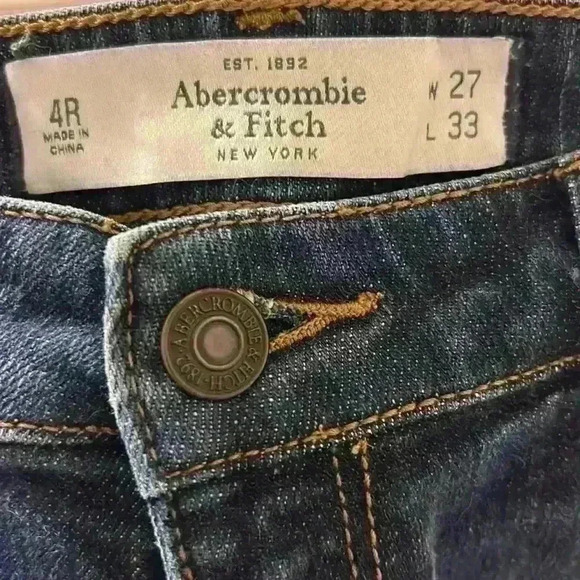 EST. 1892
Abercrombie
& Fitch
NEW YORK
4R
MADE IN
CHINA
W 27
L 33
ABERCROMBIE & FITCH · 1892 ·